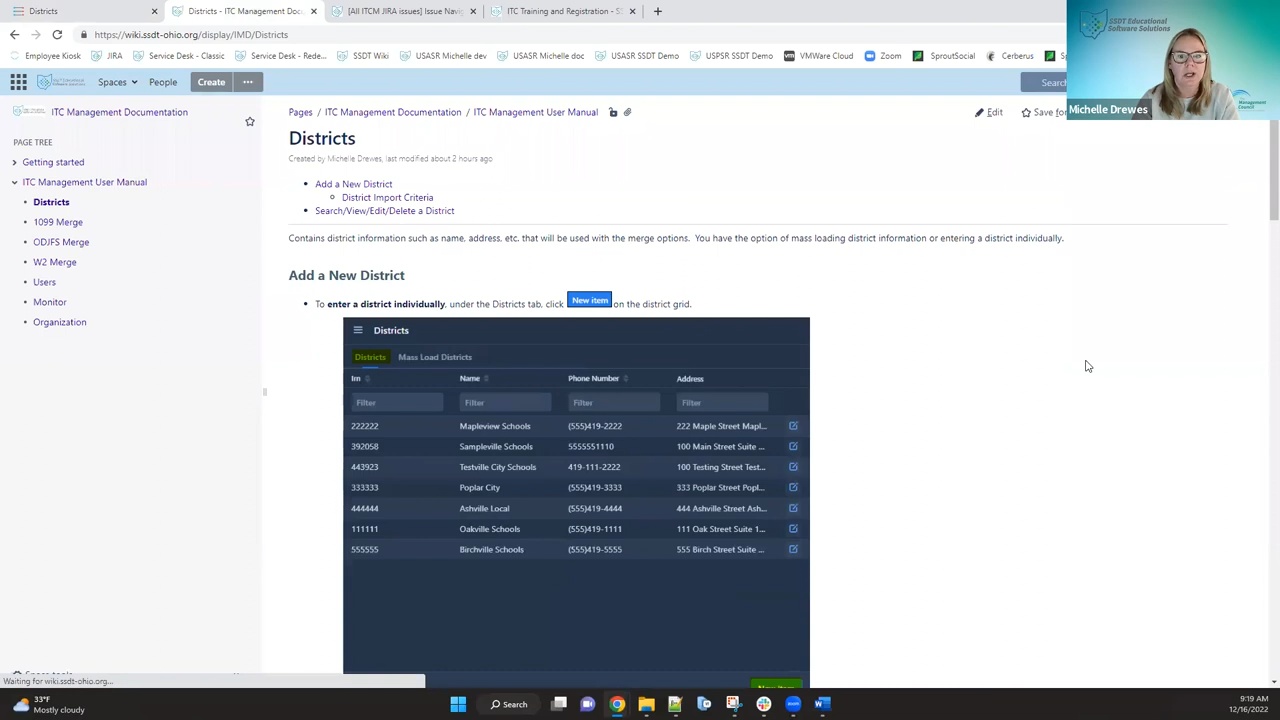 Districts
Districts - ITC Management Docu
[All ITCM JIRA issues] Issue Navig
ITC Training and Registration - SS
https://wiki.ssdt-ohio.org/display/IMD/Districts
Employee Kiosk
JIRA
Service Desk - Classic
Service Desk - Rede...
SSDT Wiki
USASR Michelle dev
USASR Michelle doc
USASR SSDT Demo
USPSR SSDT Demo
VMWare Cloud
Zoom
SproutSocial
Cerberus
SSDT Educational
Software Solutions
Management
Council
Michelle Drewes
Spaces
People
Create
Search
ITC Management Documentation
PAGE TREE
Getting started
ITC Management User Manual
Districts
1099 Merge
ODJFS Merge
W2 Merge
Users
Monitor
Organization
Pages / ITC Management Documentation / ITC Management User Manual
Edit
Save for
Districts
Created by Michelle Drewes, last modified about 2 hours ago
Add a New District
District Import Criteria
Search/View/Edit/Delete a District
Contains district information such as name, address, etc. that will be used with the merge options. You have the option of mass loading district information or entering a district individually.
Add a New District
To enter a district individually, under the Districts tab, click New item on the district grid.
Districts
Districts Mass Load Districts
Irn Name Phone Number Address
Filter Filter Filter Filter
222222 Mapleview Schools (555)419-2222 222 Maple Street Mapl...
392058 Sampleville Schools 5555551110 100 Main Street Suite ...
443923 Testville City Schools 419-111-2222 100 Testing Street Test...
333333 Poplar City (555)419-3333 333 Poplar Street Popl...
444444 Ashville Local (555)419-4444 444 Ashville Street Ash...
111111 Oakville Schools (555)419-1111 111 Oak Street Suite 1...
555555 Birchville Schools (555)419-5555 555 Birch Street Suite ...
Waiting for wiki.ssdt-ohio.org...
33°F
Mostly cloudy
Search
9:19 AM
12/16/2022